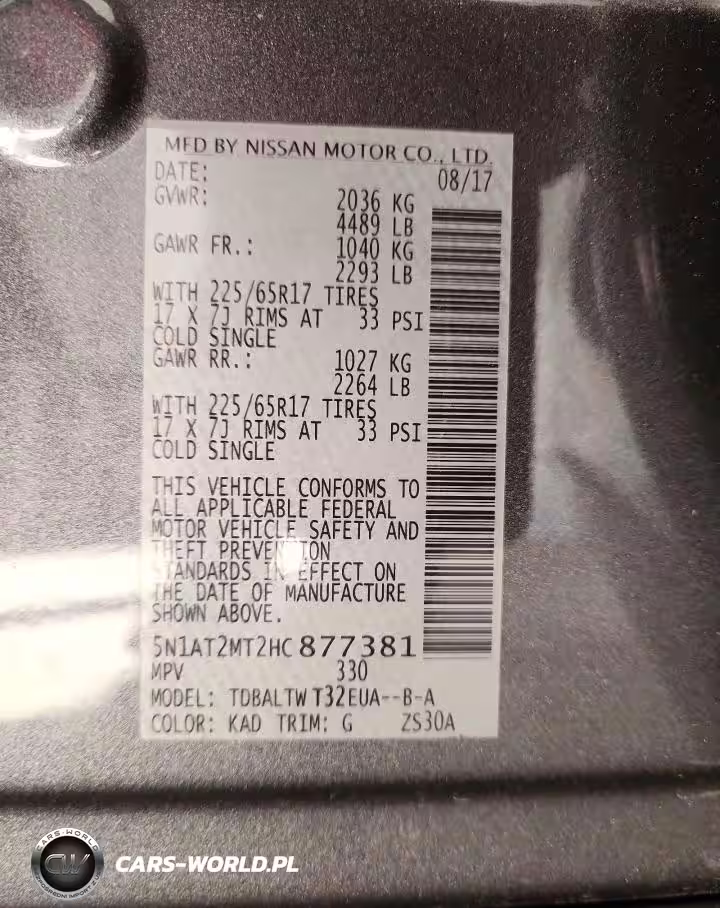 MFD BY NISSAN MOTOR CO., LTD.
DATE: 08/17
GVWR: 2036 KG
4489 LB
GAWR FR.: 1040 KG
2293 LB
WITH 225/65R17 TIRES
17 X 7J RIMS AT 33 PSI
COLD SINGLE
GAWR RR.: 1027 KG
2264 LB
WITH 225/65R17 TIRES
17 X 7J RIMS AT 33 PSI
COLD SINGLE
THIS VEHICLE CONFORMS TO
ALL APPLICABLE FEDERAL
MOTOR VEHICLE SAFETY AND
THEFT PREVENTION
STANDARDS IN EFFECT ON
THE DATE OF MANUFACTURE
SHOWN ABOVE.
5N1AT2MT2HC877381
MPV 330
MODEL: TDBALTW T32EUA--B-A
COLOR: KAD TRIM: G ZS30A
CARS-WORLD
CW
CARS-WORLD.PL